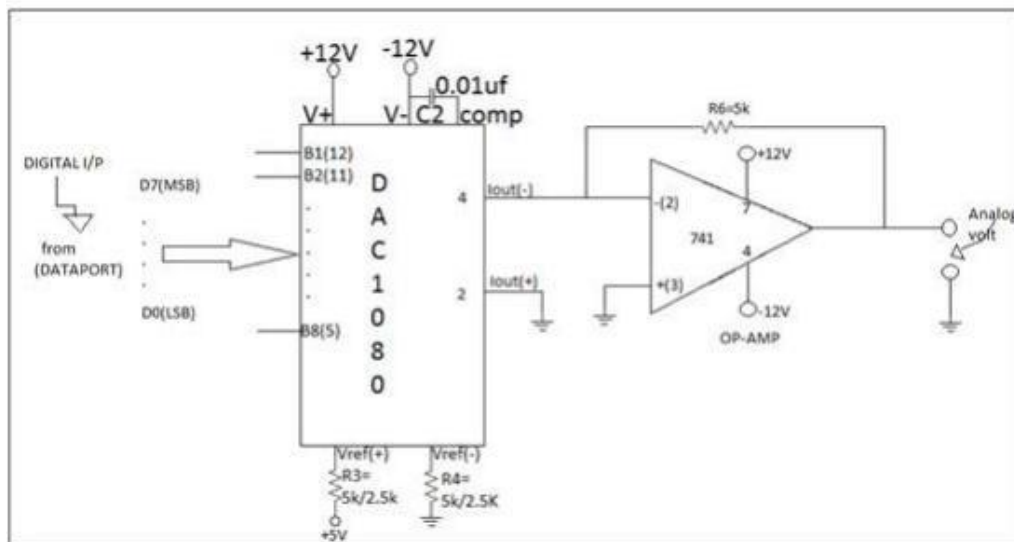 +12V
-12V
0.01uf
V+
V-
C2
comp
B1(12)
B2(11)
DIGITAL I/P
D7(MSB)
from
(DATAPORT)
D0(LSB)
B8(5)
D
A
C
1
0
8
0
4
Iout(-)
2
Iout(+)
R6=5k
+12V
-(2)
7
741
4
+(3)
-12V
OP-AMP
Analog
volt
Vref(+)
R3=
5k/2.5k
+5V
Vref(-)
R4=
5k/2.5K